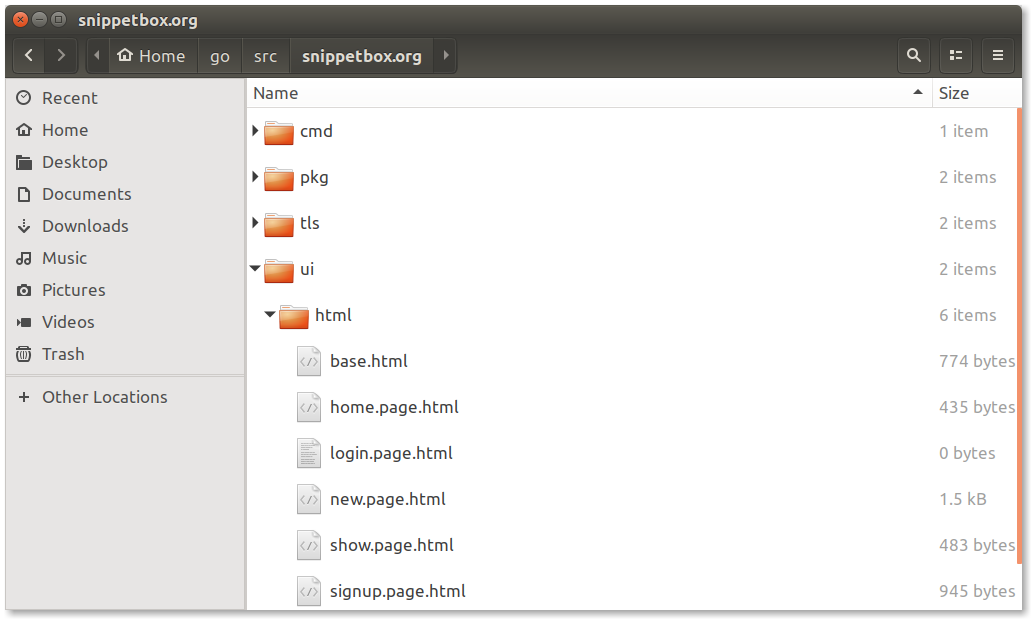 snippetbox.org
Home go src snippetbox.org
Recent
Home
Desktop
Documents
Downloads
Music
Pictures
Videos
Trash
Other Locations
Name Size
cmd 1 item
pkg 2 items
tls 2 items
ui 2 items
html 6 items
base.html 774 bytes
home.page.html 435 bytes
login.page.html 0 bytes
new.page.html 1.5 kB
show.page.html 483 bytes
signup.page.html 945 bytes